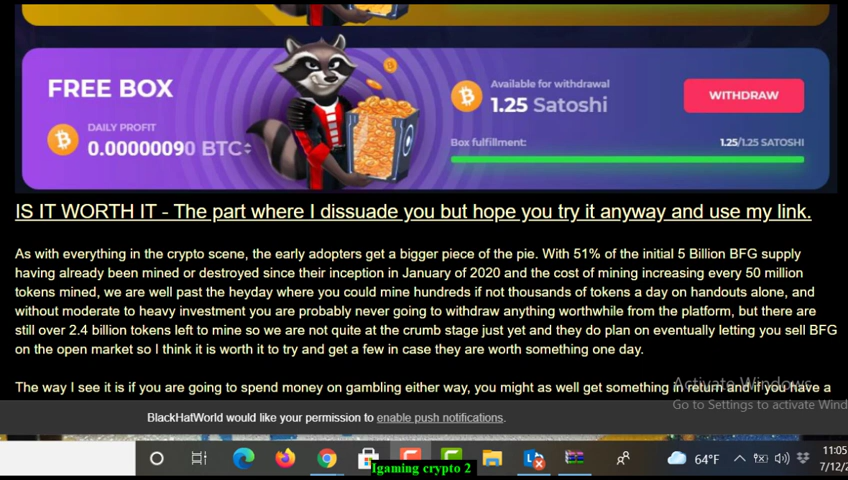 FREE BOX
DAILY PROFIT
0.00000090 BTC
Available for withdrawal
1.25 Satoshi
WITHDRAW
Box fulfillment:
1.25/1.25 SATOSHI
IS IT WORTH IT - The part where I dissuade you but hope you try it anyway and use my link.
As with everything in the crypto scene, the early adopters get a bigger piece of the pie. With 51% of the initial 5 Billion BFG supply
having already been mined or destroyed since their inception in January of 2020 and the cost of mining increasing every 50 million
tokens mined, we are well past the heyday where you could mine hundreds if not thousands of tokens a day on handouts alone, and
without moderate to heavy investment you are probably never going to withdraw anything worthwhile from the platform, but there are
still over 2.4 billion tokens left to mine so we are not quite at the crumb stage just yet and they do plan on eventually letting you sell BFG
on the open market so I think it is worth it to try and get a few in case they are worth something one day.
The way I see it is if you are going to spend money on gambling either way, you might as well get something in return and if you have a
Activate Windows
Go to Settings to activate Wind
BlackHatWorld would like your permission to enable push notifications.
64°F
11:05
7/12/2
Igaming crypto 2